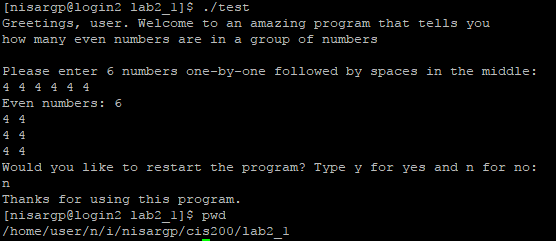 [nisargp@login2 lab2_1]$ ./test
Greetings, user. Welcome to an amazing program that tells you
how many even numbers are in a group of numbers
Please enter 6 numbers one-by-one followed by spaces in the middle:
4 4 4 4 4 4
Even numbers: 6
4 4
4 4
4 4
Would you like to restart the program? Type y for yes and n for no:
n
Thanks for using this program.
[nisargp@login2 lab2_1]$ pwd
/home/user/n/i/nisargp/cis200/lab2_1